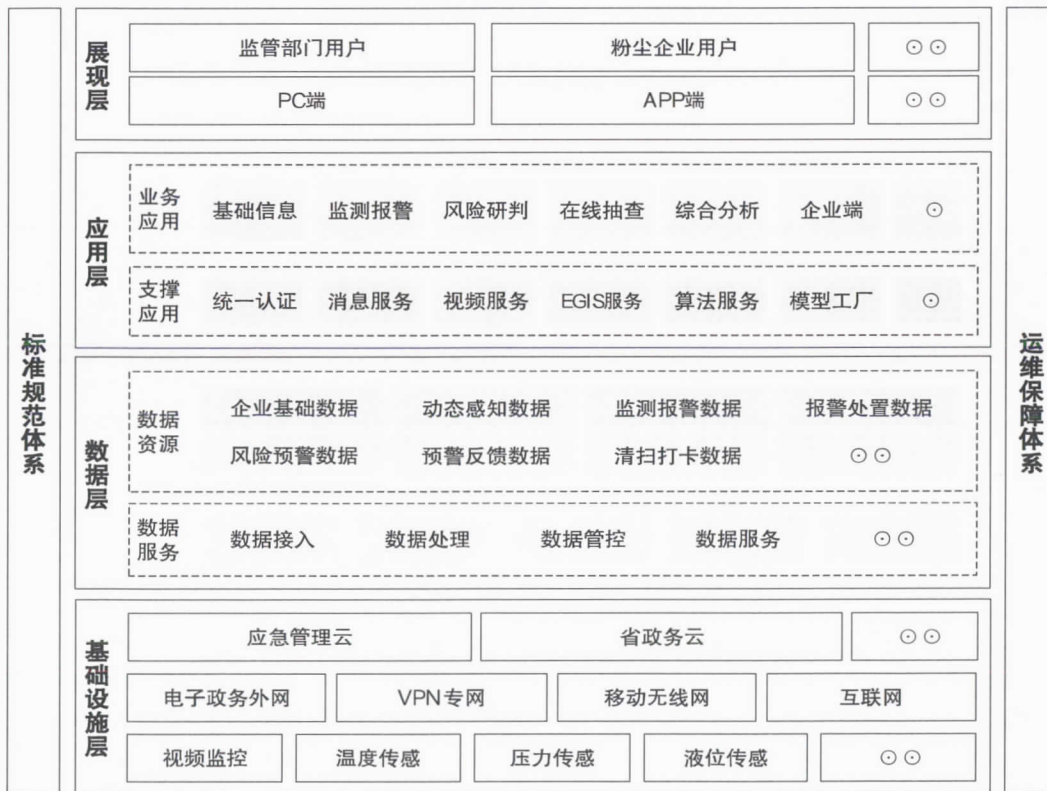 标准规范体系
展现层
监管部门用户 粉尘企业用户 ⊙⊙
PC端 APP端 ⊙⊙
应用层
业务应用
基础信息 监测报警 风险研判 在线抽查 综合分析 企业端 ⊙
支撑应用
统一认证 消息服务 视频服务 EGIS服务 算法服务 模型工厂 ⊙
数据层
数据资源
企业基础数据 动态感知数据 监测报警数据 报警处置数据
风险预警数据 预警反馈数据 清扫打卡数据 ⊙⊙
数据服务
数据接入 数据处理 数据管控 数据服务 ⊙⊙
基础设施层
应急管理云 省政务云 ⊙⊙
电子政务外网 VPN专网 移动无线网 互联网
视频监控 温度传感 压力传感 液位传感 ⊙⊙
运维保障体系